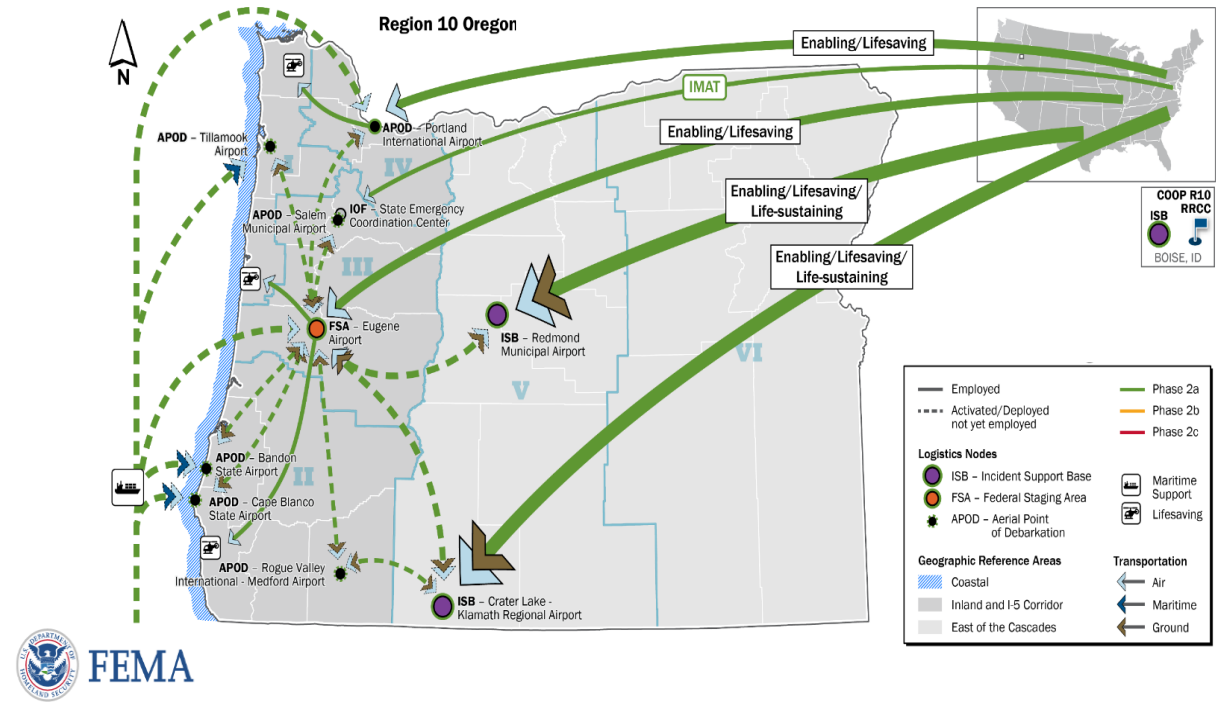 Region 10 Oregon
N
Enabling/Lifesaving
IMAT
Enabling/Lifesaving
Enabling/Lifesaving/
Life-sustaining
Enabling/Lifesaving/
Life-sustaining
COOP R10
RRCC
ISB
BOISE, ID
APOD – Portland
International Airport
APOD – Tillamook
Airport
I
IV
APOD – Salem
Municipal Airport
IOF – State Emergency
Coordination Center
III
FSA – Eugene
Airport
ISB – Redmond
Municipal Airport
V
VI
APOD – Bandon
State Airport
II
APOD – Cape Blanco
State Airport
APOD – Rogue Valley
International - Medford Airport
ISB – Crater Lake -
Klamath Regional Airport
Employed
Activated/Deployed
not yet employed
Phase 2a
Phase 2b
Phase 2c
Logistics Nodes
ISB – Incident Support Base
FSA – Federal Staging Area
APOD – Aerial Point
of Debarkation
Maritime
Support
Lifesaving
Geographic Reference Areas
Coastal
Inland and I-5 Corridor
East of the Cascades
Transportation
Air
Maritime
Ground
U.S. DEPARTMENT OF
HOMELAND SECURITY
FEMA